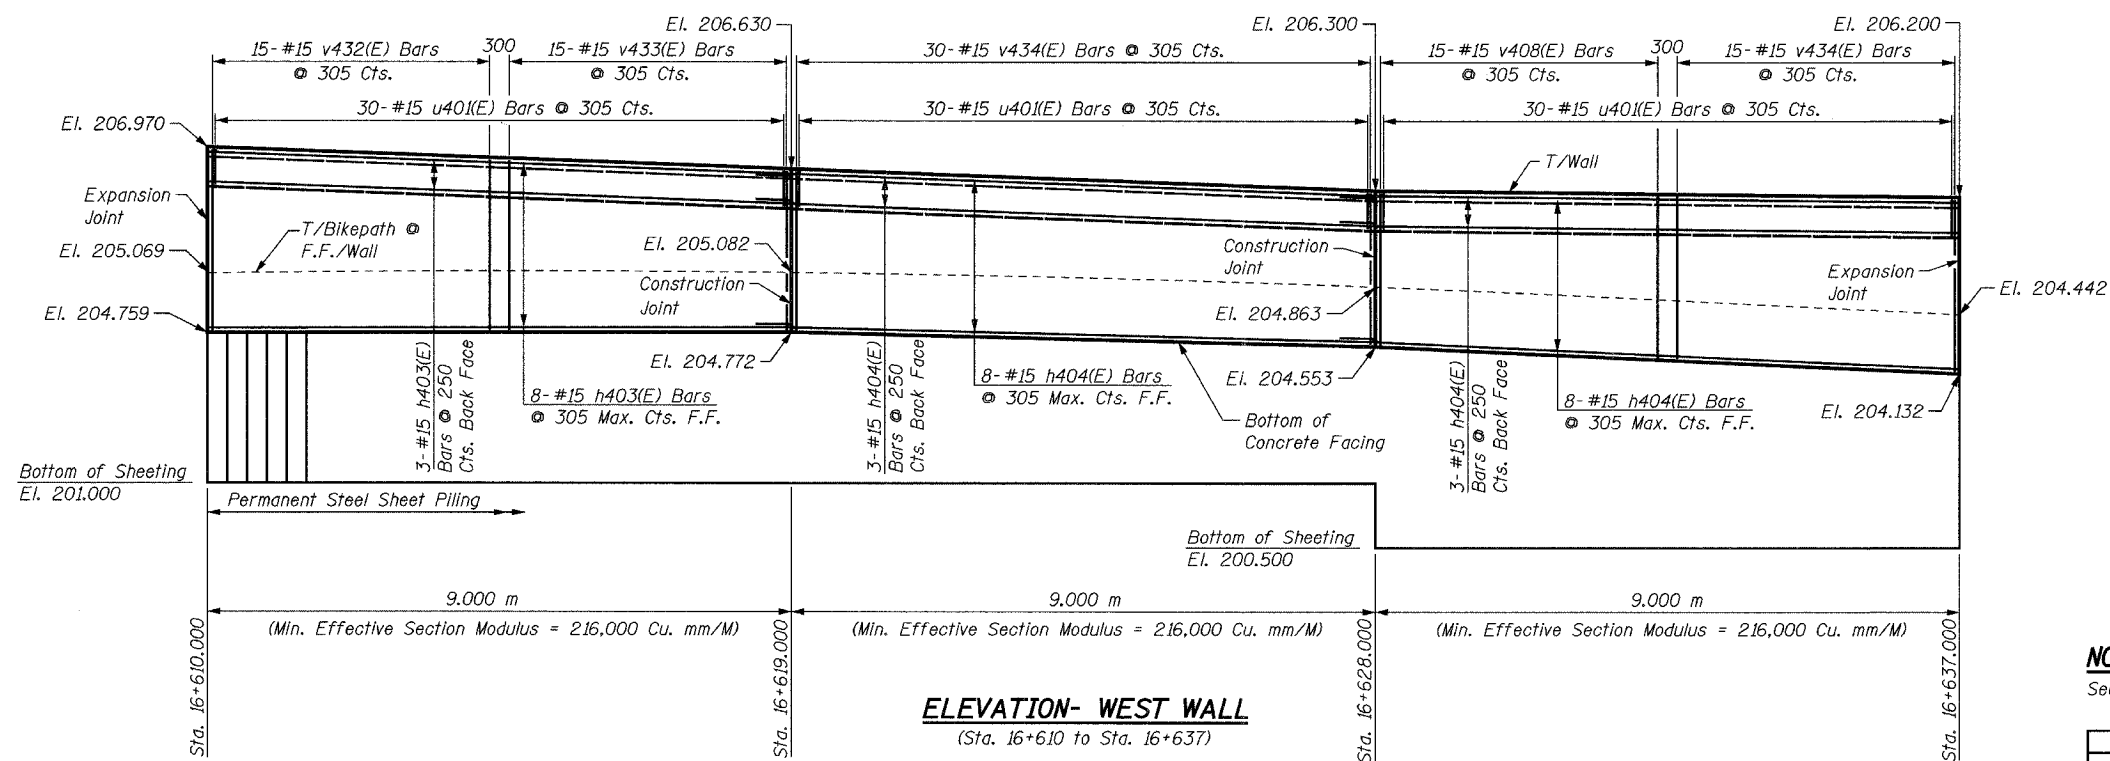 El. 206.630
El. 206.300
El. 206.200
15-#15 v432(E) Bars
@ 305 Cts.
300
15-#15 v433(E) Bars
@ 305 Cts.
30-#15 v434(E) Bars @ 305 Cts.
15-#15 v408(E) Bars
@ 305 Cts.
300
15-#15 v434(E) Bars
@ 305 Cts.
30-#15 u401(E) Bars @ 305 Cts.
30-#15 u401(E) Bars @ 305 Cts.
30-#15 u401(E) Bars @ 305 Cts.
El. 206.970
T/Wall
Expansion
Joint
T/Bikepath @
F.F./Wall
El. 205.069
El. 205.082
Construction
Joint
Construction
Joint
Expansion
Joint
El. 204.442
El. 204.759
El. 204.863
El. 204.772
El. 204.553
El. 204.132
3-#15 h403(E)
Bars @ 250
Cts. Back Face
8-#15 h403(E) Bars
@ 305 Max. Cts. F.F.
3-#15 h404(E)
Bars @ 250
Cts. Back Face
8-#15 h404(E) Bars
@ 305 Max. Cts. F.F.
Bottom of
Concrete Facing
3-#15 h404(E)
Bars @ 250
Cts. Back Face
8-#15 h404(E) Bars
@ 305 Max. Cts. F.F.
Bottom of Sheeting
El. 201.000
Permanent Steel Sheet Piling
Bottom of Sheeting
El. 200.500
9.000 m
(Min. Effective Section Modulus = 216,000 Cu. mm/M)
9.000 m
(Min. Effective Section Modulus = 216,000 Cu. mm/M)
9.000 m
(Min. Effective Section Modulus = 216,000 Cu. mm/M)
Sta. 16+610.000
Sta. 16+619.000
Sta. 16+628.000
Sta. 16+637.000
ELEVATION- WEST WALL
(Sta. 16+610 to Sta. 16+637)